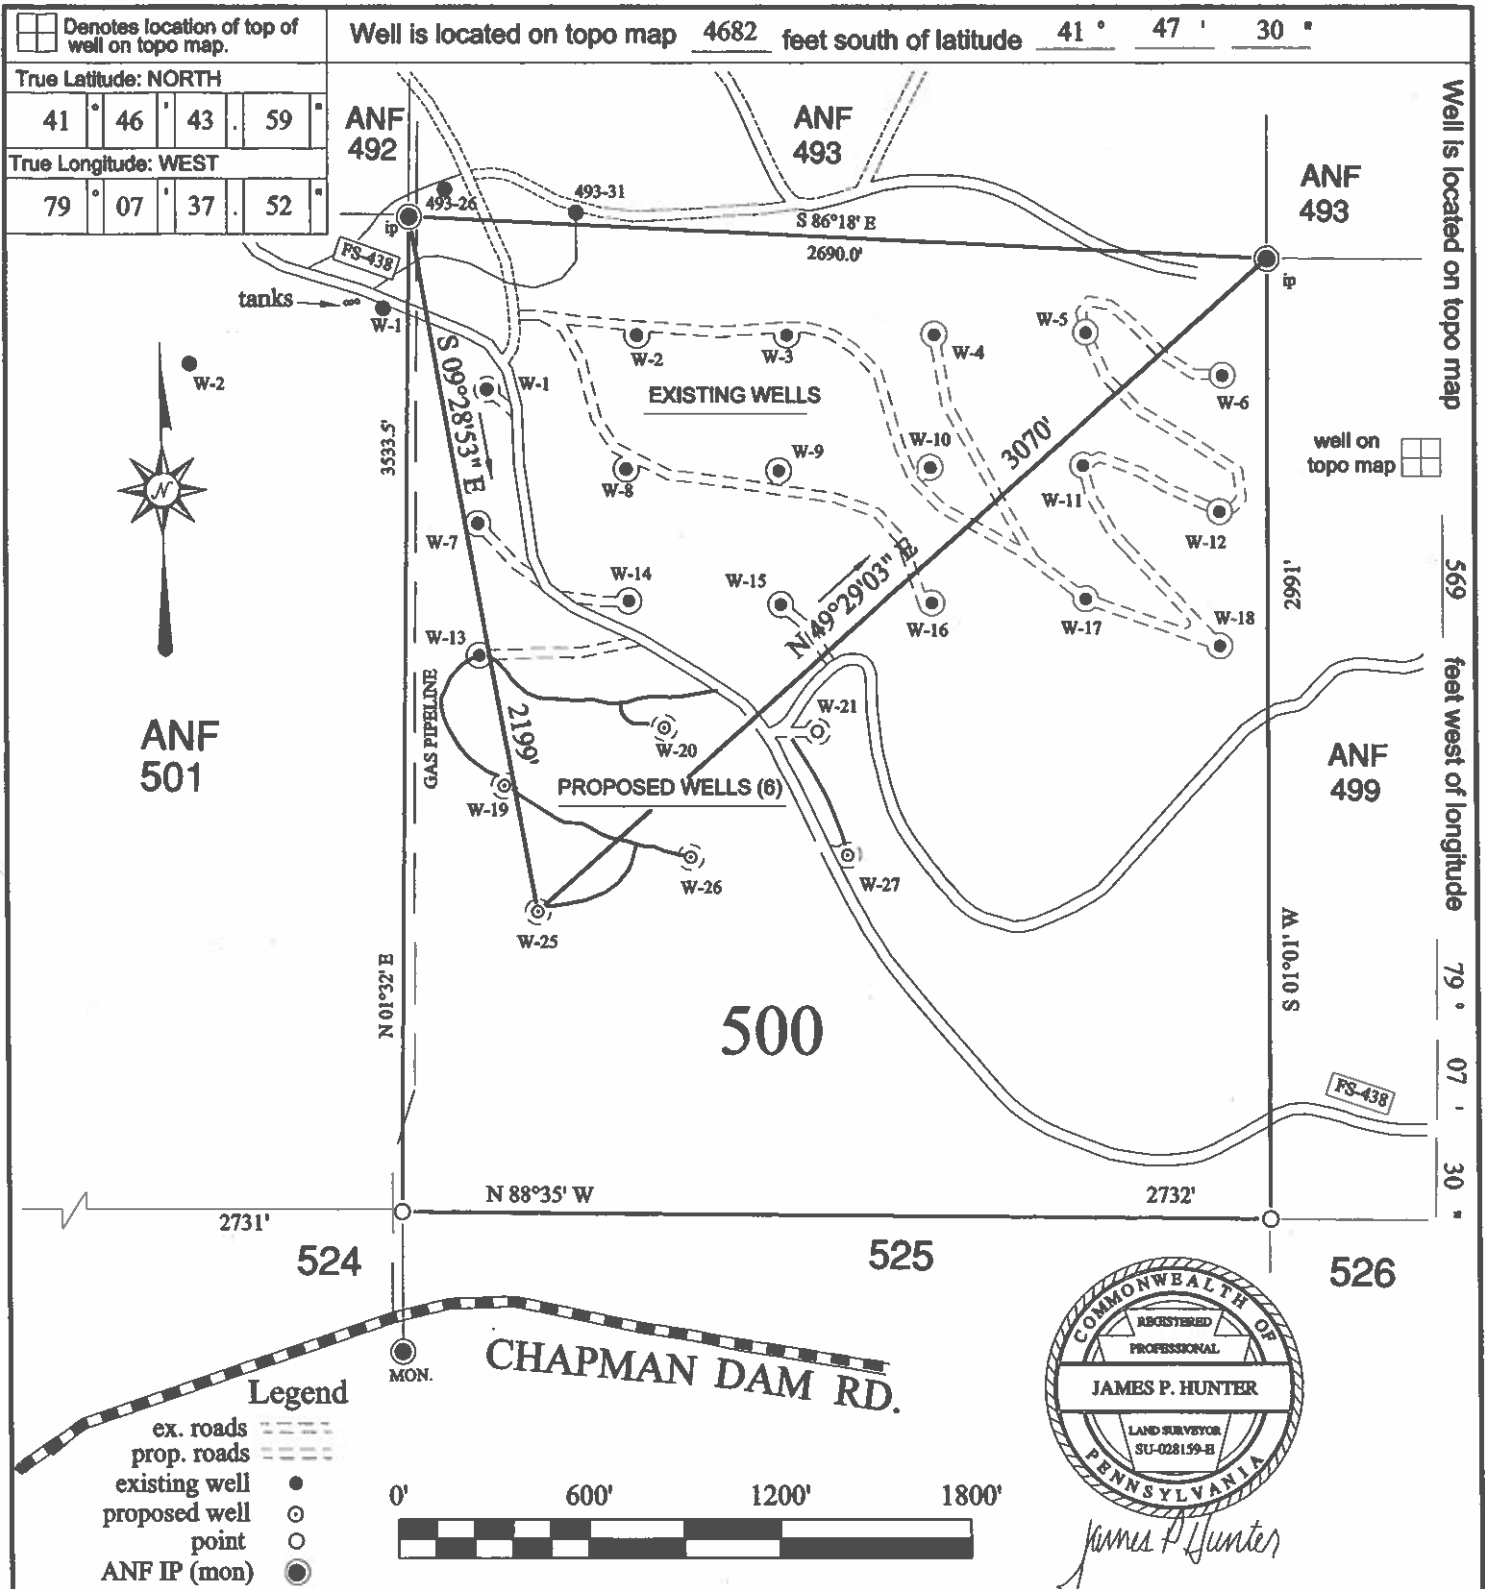 Denotes location of top of
well on topo map.
Well is located on topo map 4682 feet south of latitude 41 ° 47 ' 30 "
True Latitude: NORTH
41 ° 46 ' 43 . 59 "
True Longitude: WEST
79 ° 07 ' 37 . 52 "
ANF
492
ANF
493
ANF
493
Well is located on topo map 569 feet west of longitude 79 ° 07 ' 30 "
493-26
493-31
ip
S 86°18' E
2690.0'
ip
FS-438
tanks
W-1
W-2
S 09°28'53" E
W-1
W-2
W-3
W-4
W-5
W-6
EXISTING WELLS
3533.5'
3070'
well on
topo map
W-8
W-9
W-10
W-11
W-12
W-7
W-14
W-15
N 49°29'03" E
W-16
W-17
W-18
2991'
W-13
GAS PIPELINE
2199'
W-20
W-21
ANF
501
ANF
499
W-19
PROPOSED WELLS (6)
W-26
W-27
W-25
N 01°32' E
S 01°01' W
500
FS-438
N 88°35' W
2732'
2731'
524
525
526
CHAPMAN DAM RD.
MON.
COMMONWEALTH OF
REGISTERED
PROFESSIONAL
JAMES P. HUNTER
LAND SURVEYOR
SU-028159-E
PENNSYLVANIA
James P Hunter
Legend
ex. roads
prop. roads
existing well
proposed well
point
ANF IP (mon)
0' 600' 1200' 1800'
N